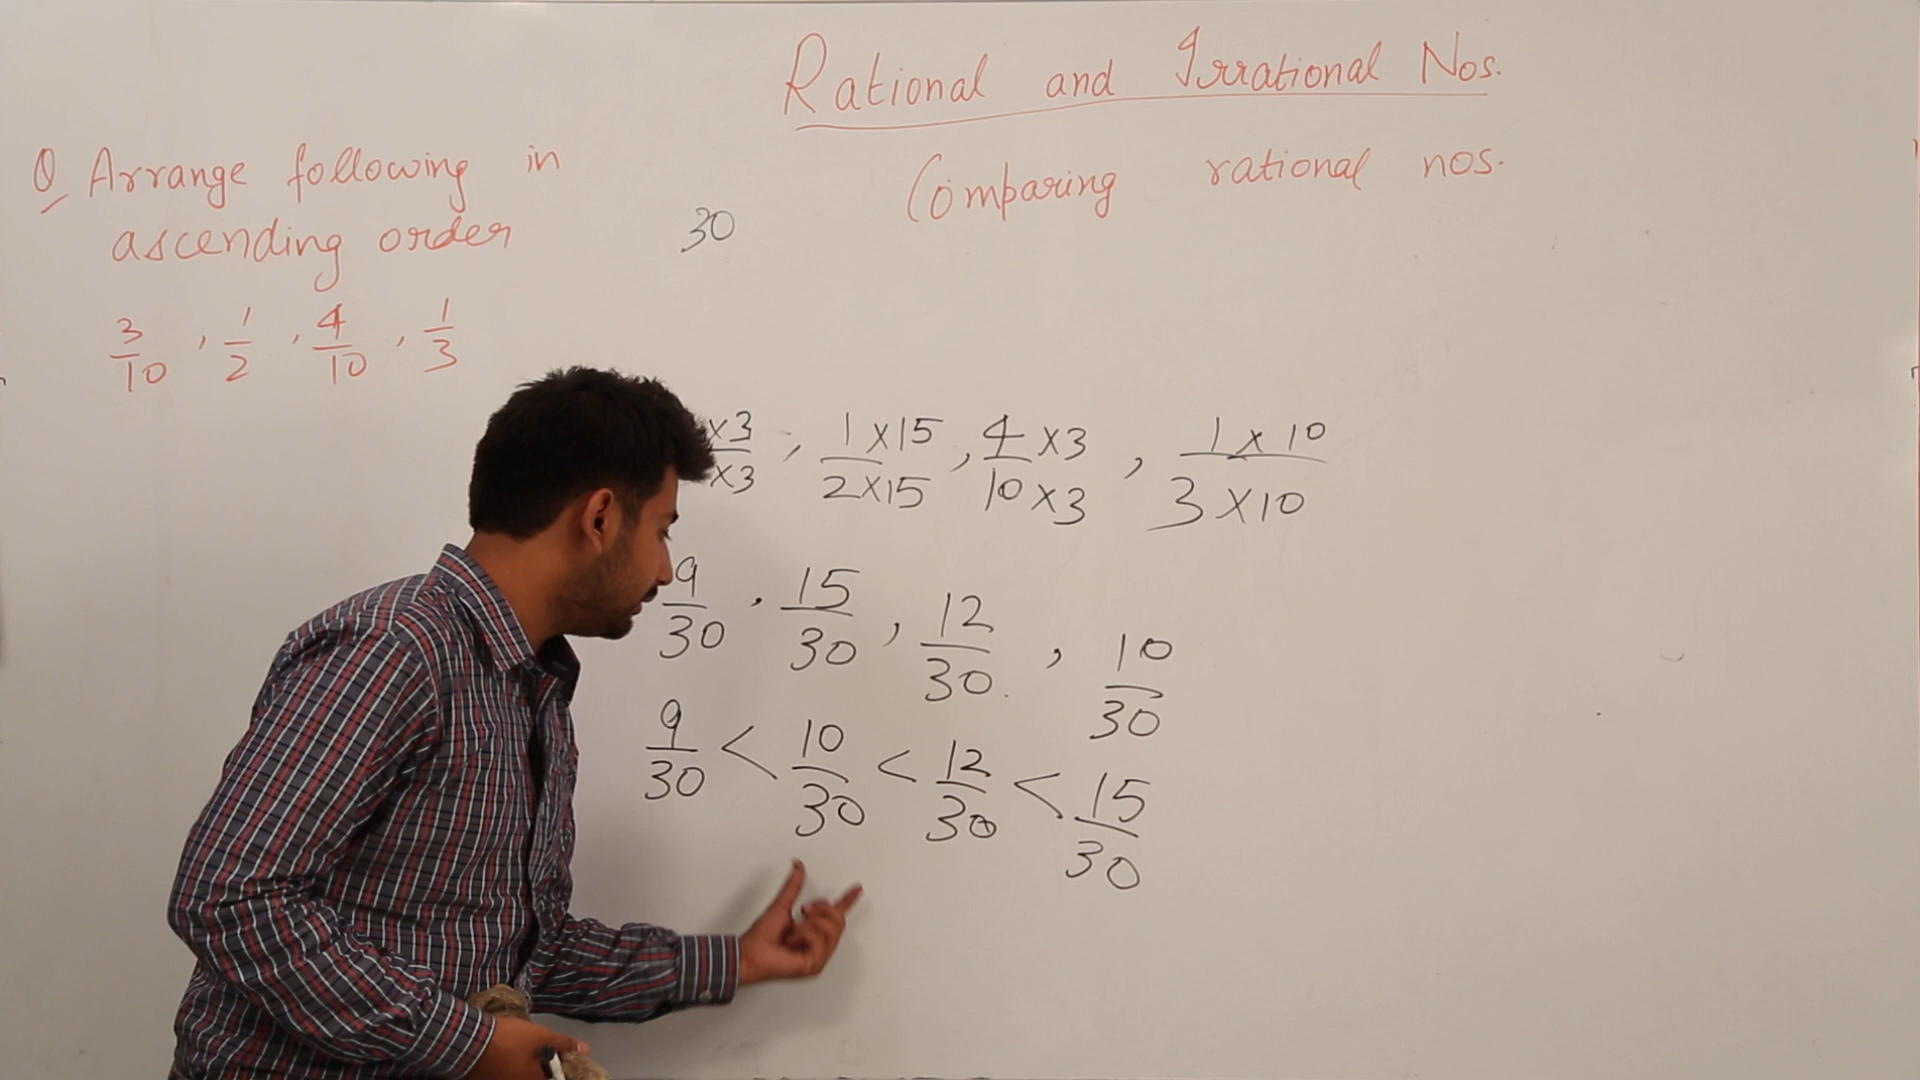 Rational and Irrational Nos.
Comparing rational nos.
Q Arrange following in
ascending order
3/10 , 1/2 , 4/10 , 1/3
30
×3/×3 , 1×15/2×15 , 4×3/10×3 , 1×10/3×10
9/30 , 15/30 , 12/30 , 10/30
9/30 < 10/30 < 12/30 < 15/30